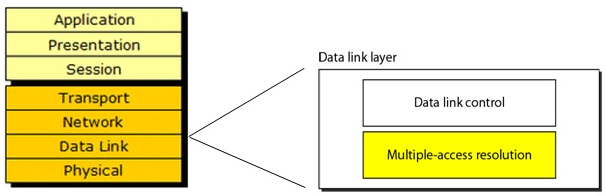 Application
Presentation
Session
Transport
Network
Data Link
Physical
Data link layer
Data link control
Multiple-access resolution